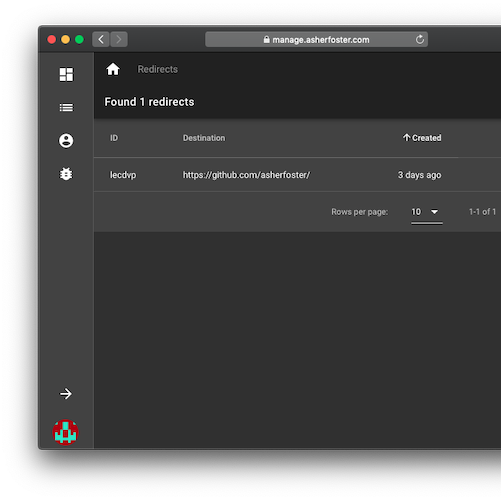 manage.asherfoster.com
Redirects
Found 1 redirects
ID Destination Created
lecdvp https://github.com/asherfoster/ 3 days ago
Rows per page: 10 1-1 of 1